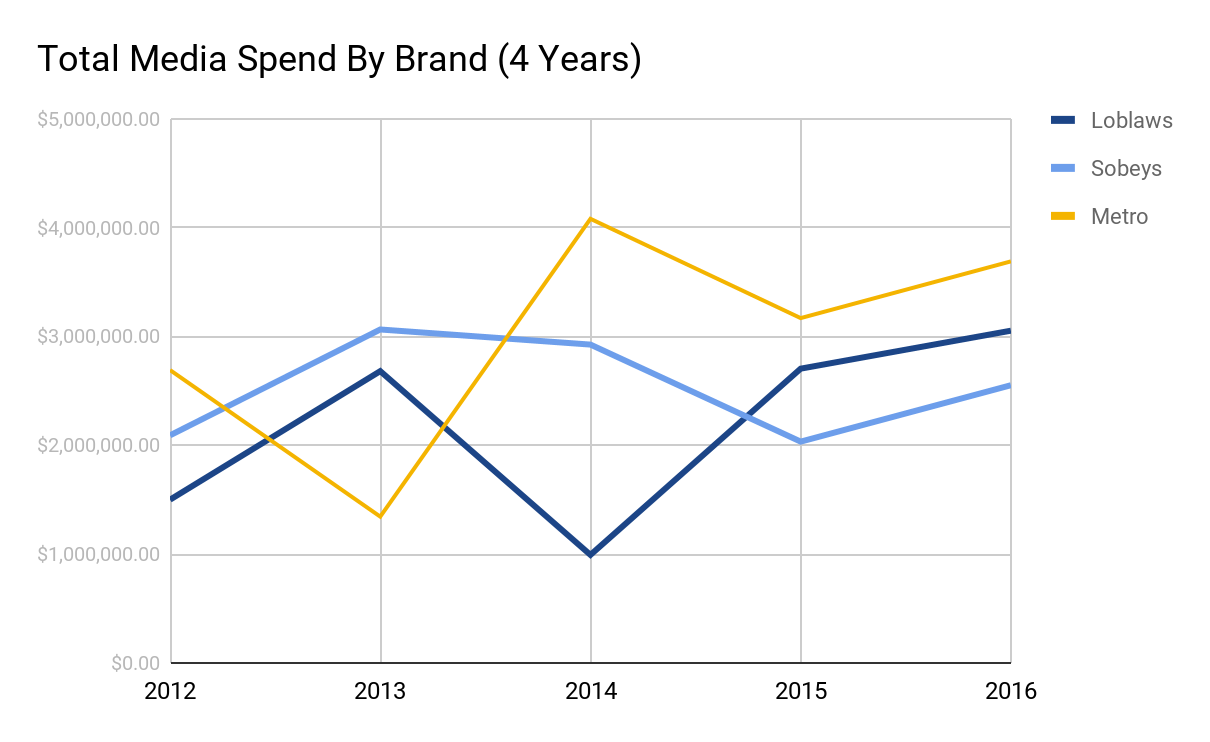 Total Media Spend By Brand (4 Years)
$5,000,000.00
$4,000,000.00
$3,000,000.00
$2,000,000.00
$1,000,000.00
$0.00
2012 2013 2014 2015 2016
Loblaws
Sobeys
Metro